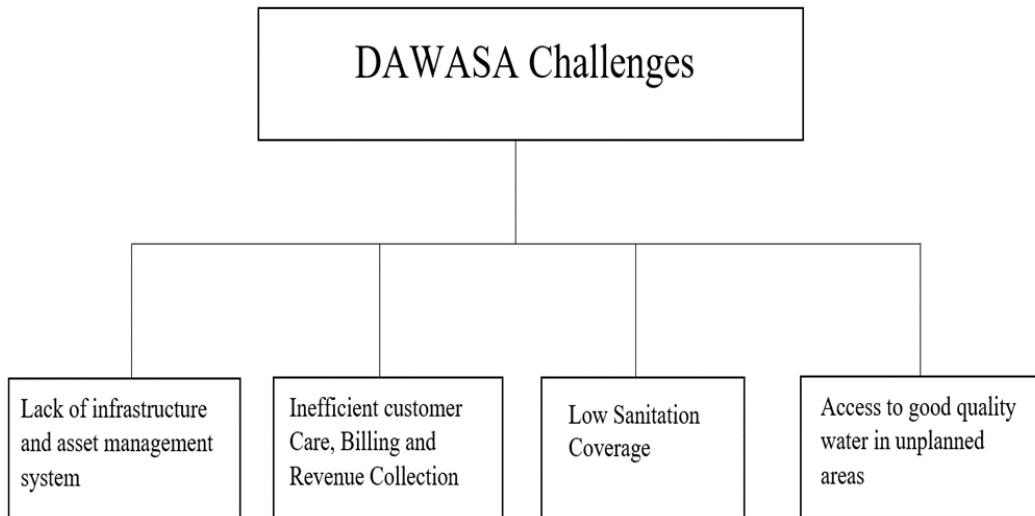 DAWASA Challenges
Lack of infrastructure
and asset management
system
Inefficient customer
Care, Billing and
Revenue Collection
Low Sanitation
Coverage
Access to good quality
water in unplanned
areas